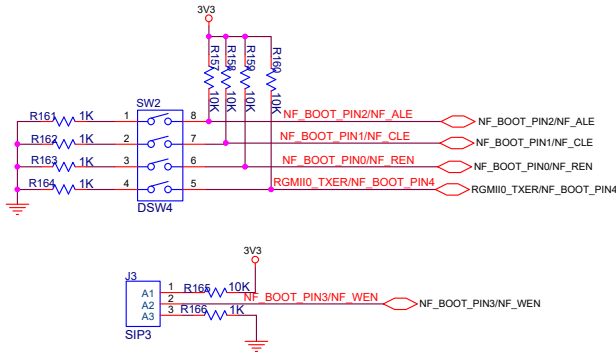 3V3
R157
10K
R158
10K
R159
10K
R160
10K
SW2
R161 1K 1 8 NF_BOOT_PIN2/NF_ALE NF_BOOT_PIN2/NF_ALE
R162 1K 2 7 NF_BOOT_PIN1/NF_CLE NF_BOOT_PIN1/NF_CLE
R163 1K 3 6 NF_BOOT_PIN0/NF_REN NF_BOOT_PIN0/NF_REN
R164 1K 4 5 RGMII0_TXER/NF_BOOT_PIN4 RGMII0_TXER/NF_BOOT_PIN4
DSW4
3V3
J3
A1 1 R165 10K
A2 2 NF_BOOT_PIN3/NF_WEN NF_BOOT_PIN3/NF_WEN
A3 3 R166 1K
SIP3